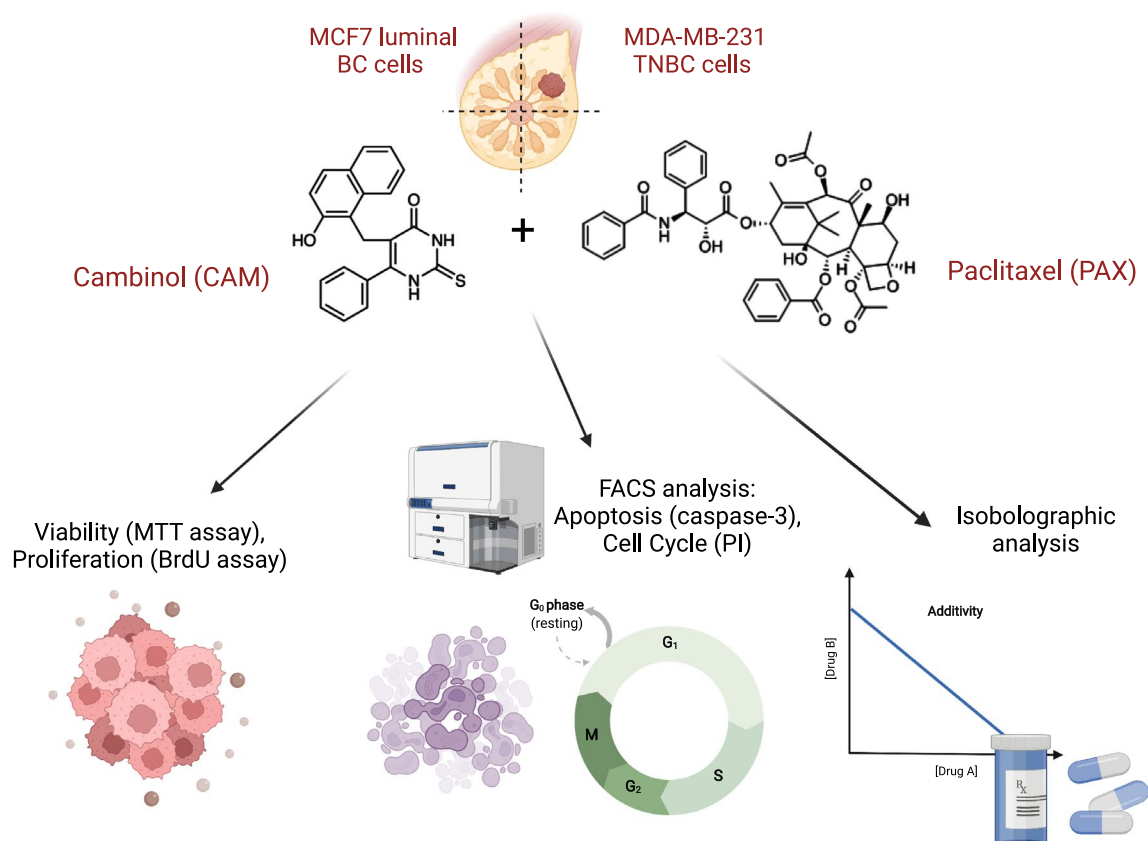 MCF7 luminal
BC cells
MDA-MB-231
TNBC cells
O
HO
NH
N
H
S
Cambinol (CAM)
+
O
O
O
O
OH
O
N
H
O
O
OH
HO
O
H
O
H
O
O
O
Paclitaxel (PAX)
Viability (MTT assay),
Proliferation (BrdU assay)
FACS analysis:
Apoptosis (caspase-3),
Cell Cycle (PI)
Isobolographic
analysis
G₀ phase
(resting)
G₁
M
G₂
S
[Drug B]
Additivity
[Drug A]
Rx